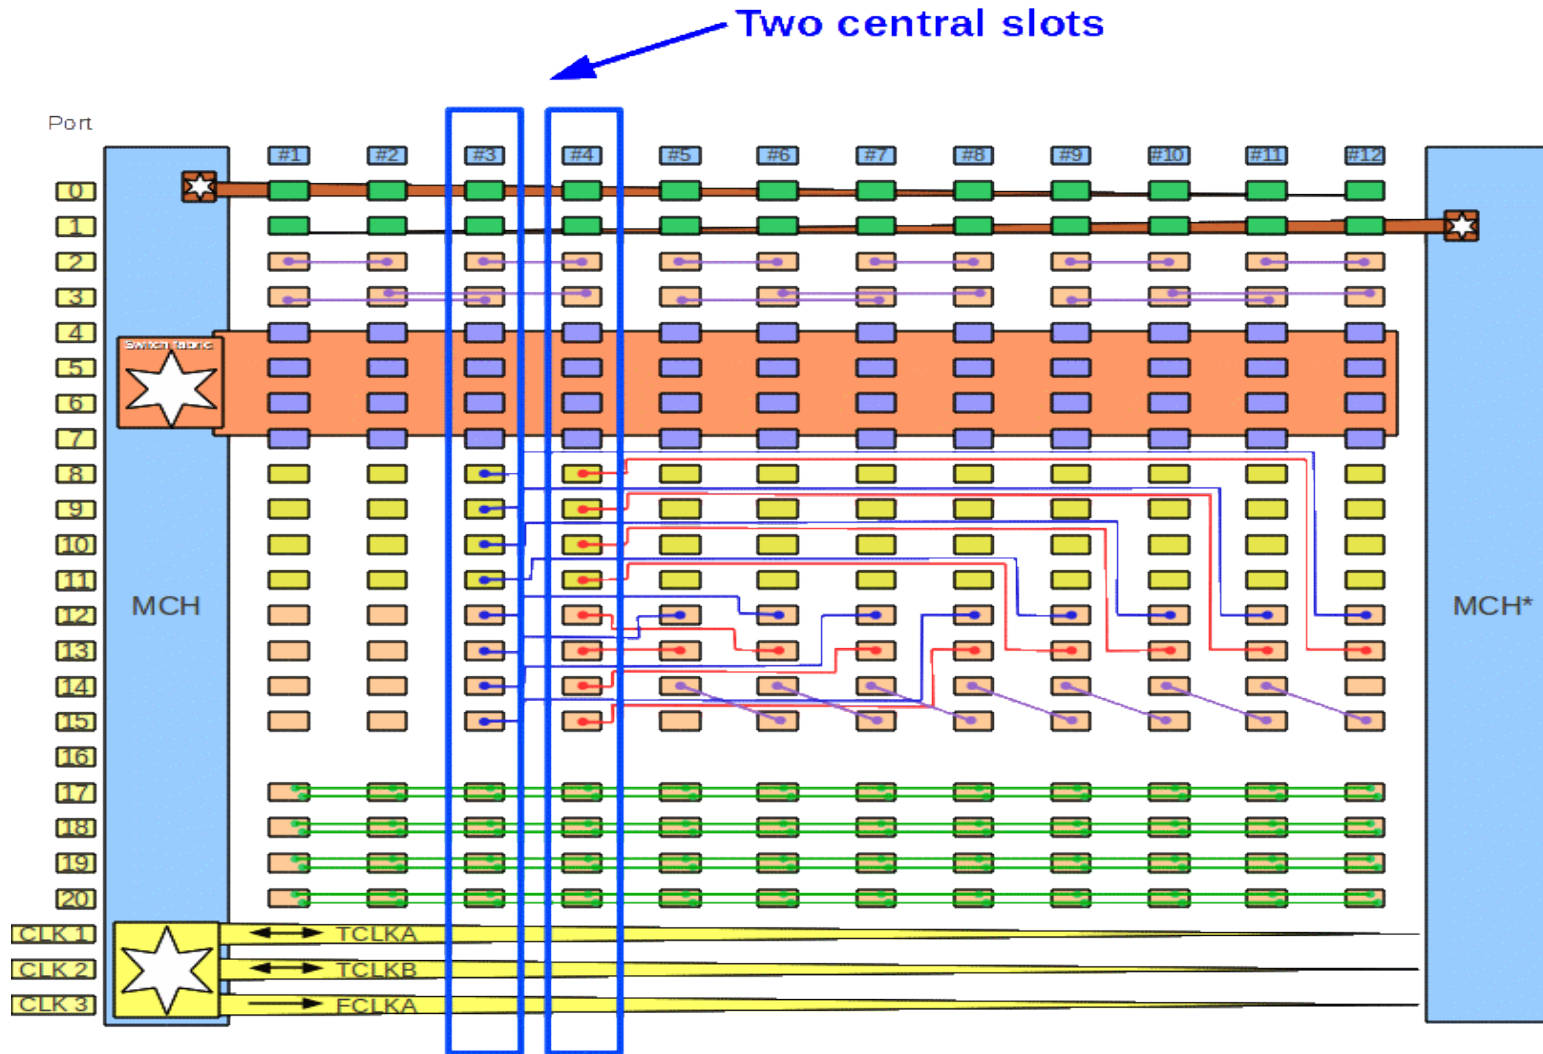 Two central slots
Port
#1 #2 #3 #4 #5 #6 #7 #8 #9 #10 #11 #12
0
1
2
3
4
Switch fabric
5
6
7
8
9
10
11
12
MCH MCH*
13
14
15
16
17
18
19
20
CLK 1 TCLKA
CLK 2 TCLKB
CLK 3 FCLKA